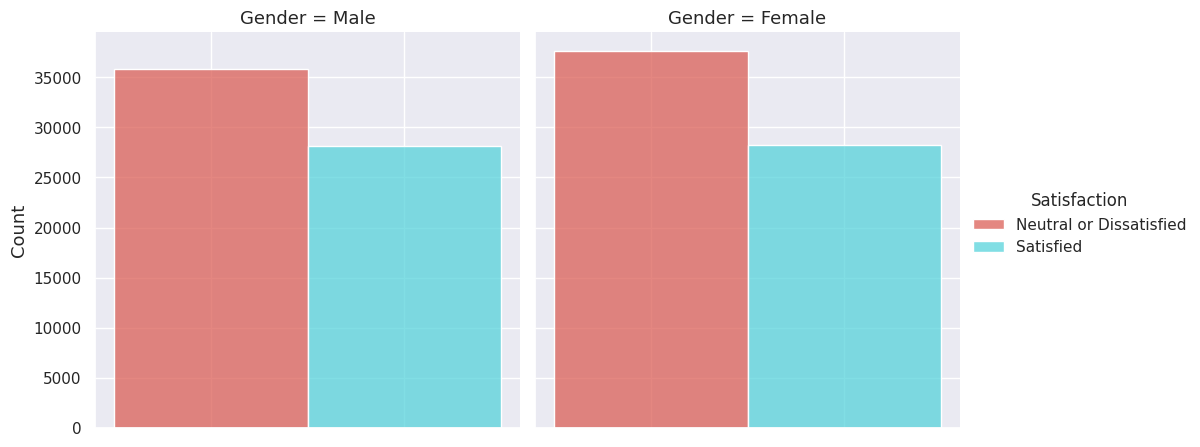 Gender = Male
Gender = Female
35000
30000
25000
20000
15000
10000
5000
0
Count
Satisfaction
Neutral or Dissatisfied
Satisfied